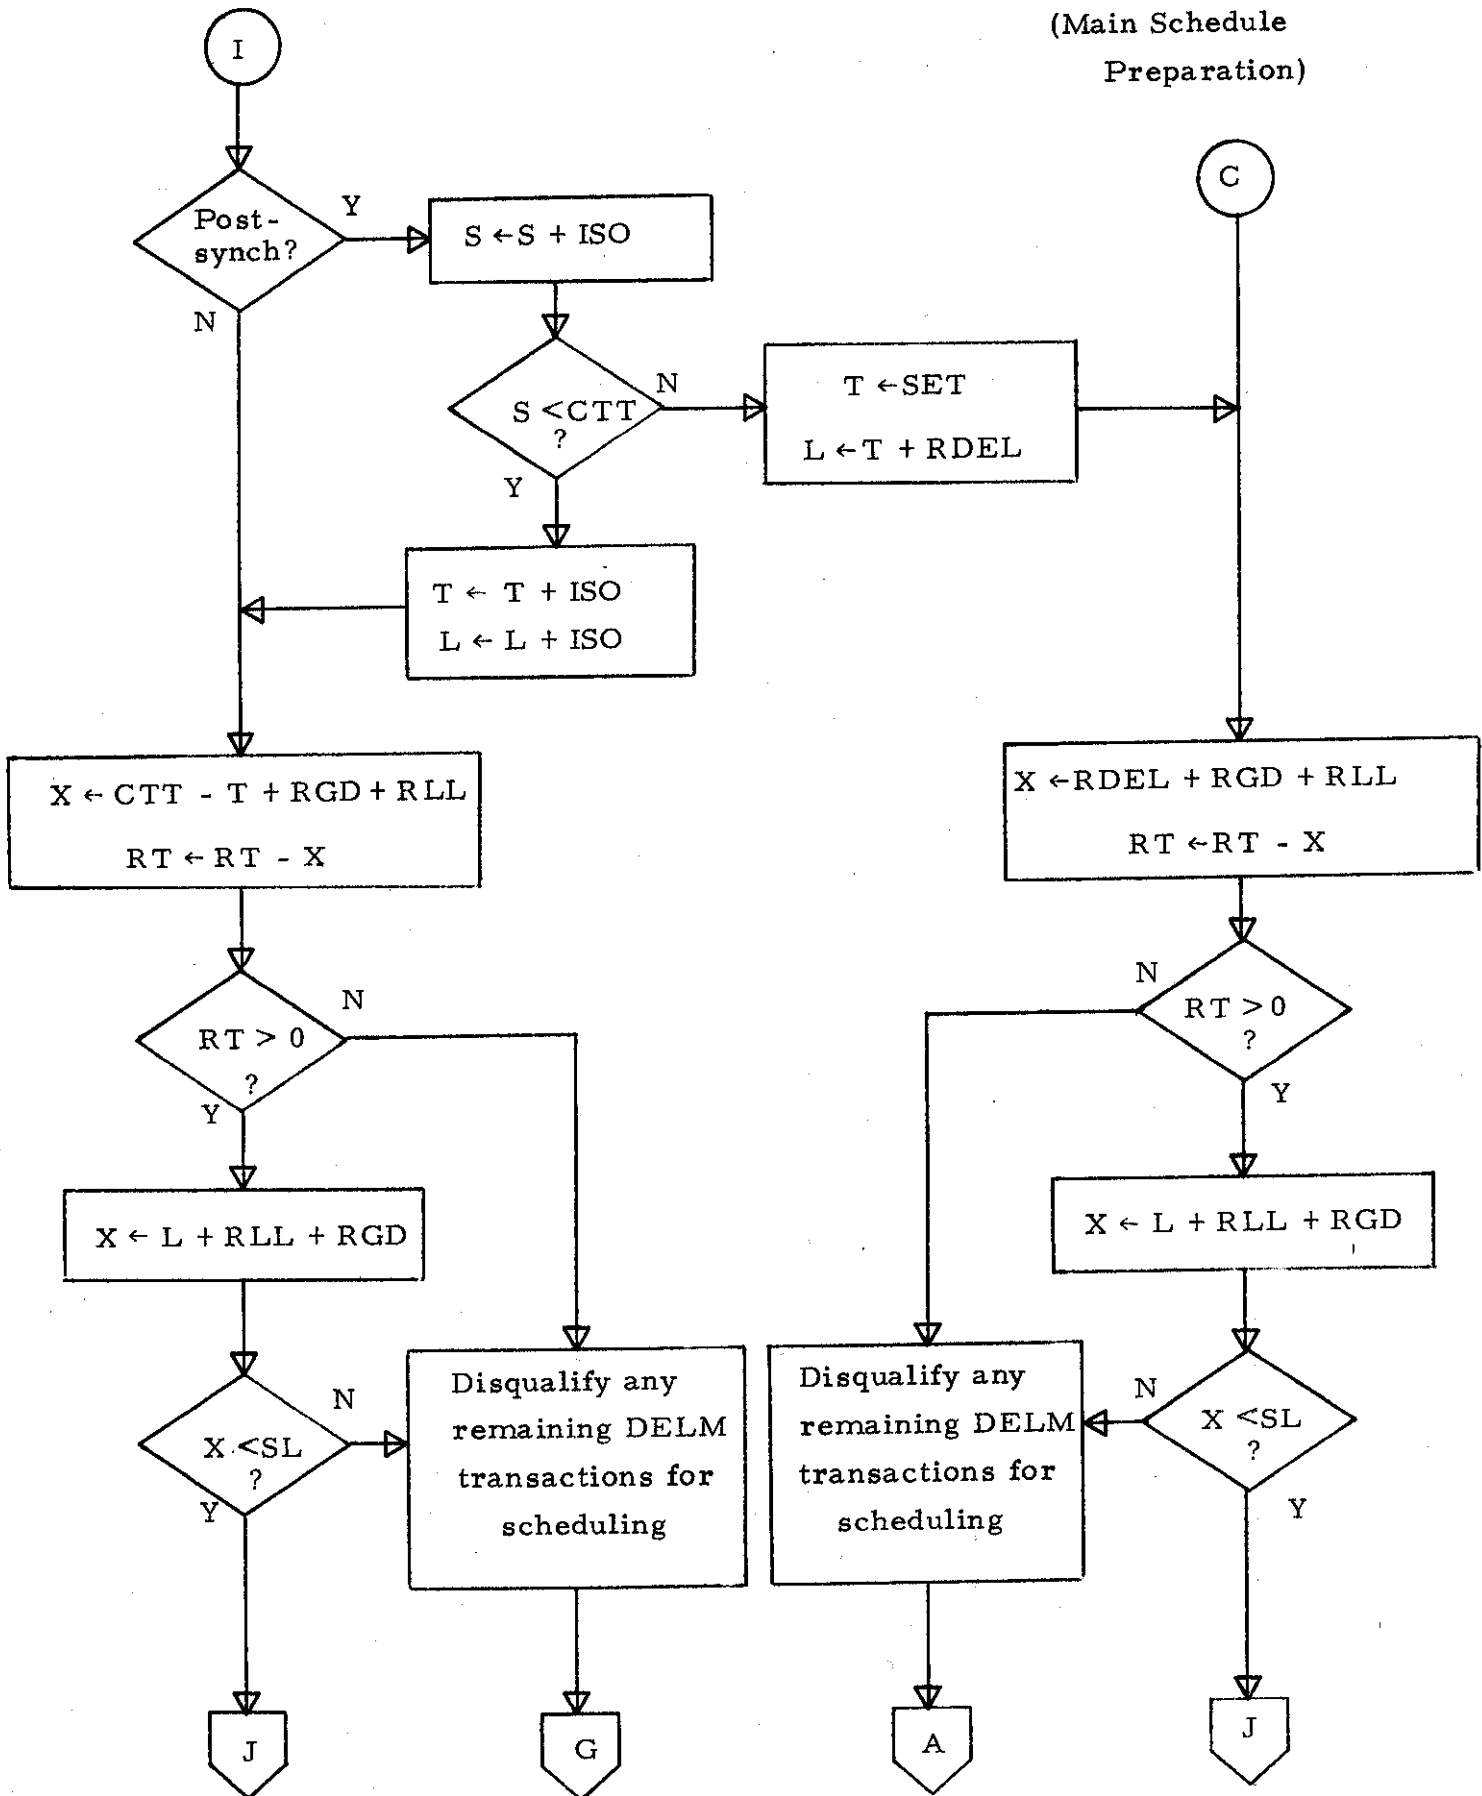 (Main Schedule
Preparation)
I
C
Post-
synch?
Y
N
S ← S + ISO
S < CTT
?
N
Y
T ← SET
L ← T + RDEL
T ← T + ISO
L ← L + ISO
X ← CTT - T + RGD + RLL
RT ← RT - X
X ← RDEL + RGD + RLL
RT ← RT - X
RT > 0
?
N
Y
RT > 0
?
N
Y
X ← L + RLL + RGD
X ← L + RLL + RGD
X < SL
?
N
Y
Disqualify any
remaining DELM
transactions for
scheduling
Disqualify any
remaining DELM
transactions for
scheduling
X < SL
?
N
Y
J
G
A
J